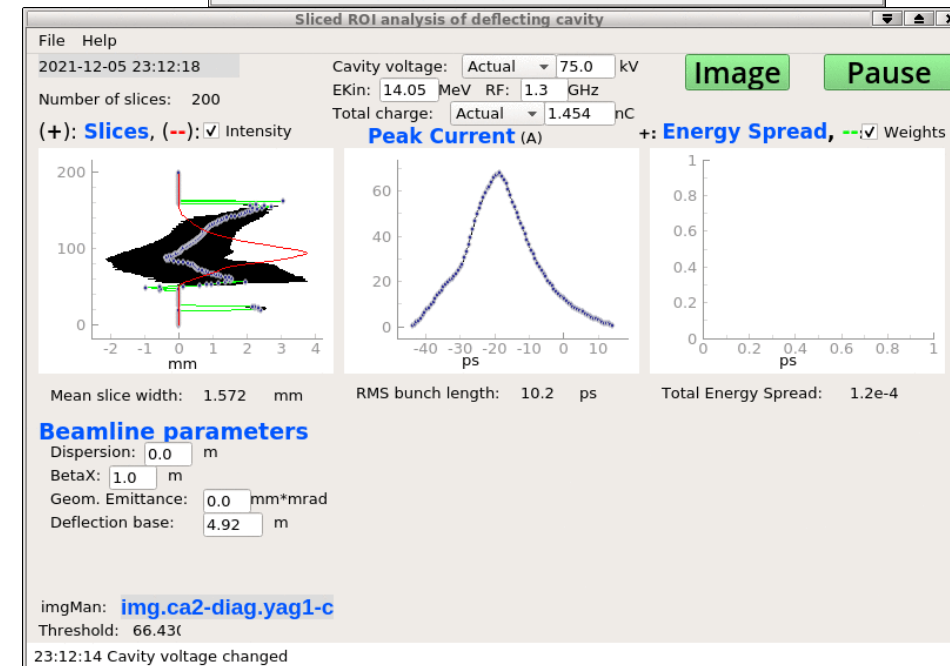 Sliced ROI analysis of deflecting cavity
File Help
2021-12-05 23:12:18
Cavity voltage: Actual 75.0 kV
Image Pause
EKin: 14.05 MeV RF: 1.3 GHz
Number of slices: 200
Total charge: Actual 1.454 nC
(+): Slices, (--): Intensity
Peak Current (A)
+: Energy Spread, --: Weights
200
100
0
-2 -1 0 1 2 3 4
mm
60
40
20
0
-40 -30 -20 -10 0 10
ps
1
0.8
0.6
0.4
0.2
0
0 0.2 0.4 0.6 0.8 1
ps
Mean slice width: 1.572 mm
RMS bunch length: 10.2 ps
Total Energy Spread: 1.2e-4
Beamline parameters
Dispersion: 0.0 m
BetaX: 1.0 m
Geom. Emittance: 0.0 mm*mrad
Deflection base: 4.92 m
imgMan: img.ca2-diag.yag1-c
Threshold: 66.430
23:12:14 Cavity voltage changed